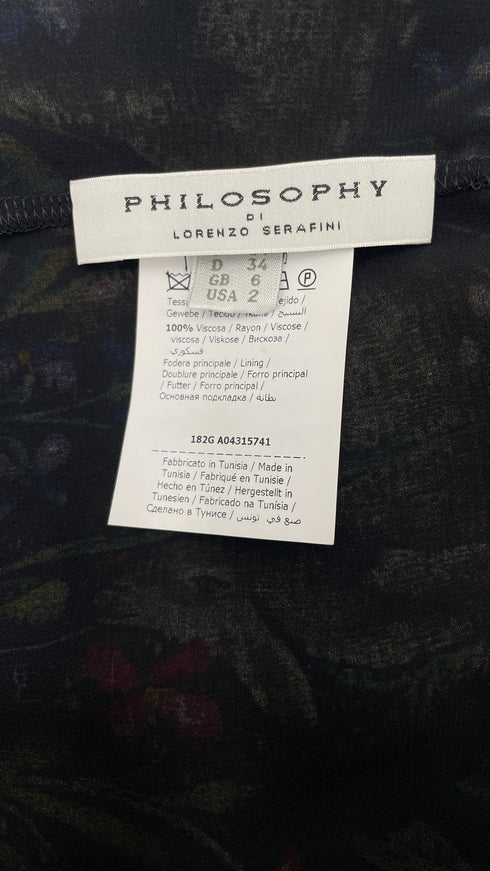 PHILOSOPHY
DI
LORENZO SERAFINI
D 34
GB 6
USA 2
P
Tessu ejido /
Gewebe / Tecido / النسيج
100% Viscosa / Rayon / Viscose /
viscosa / Viskose / Вискоза /
فسكوزي
Fodera principale / Lining /
Doublure principale / Forro principal
/ Futter / Forro principal /
Основная подкладка / بطانة
182G A04315741
Fabbricato in Tunisia / Made in
Tunisia / Fabriqué en Tunisie /
Hecho en Túnez / Hergestellt in
Tunesien / Fabricado na Tunísia /
Сделано в Тунисе / صنع في تونس